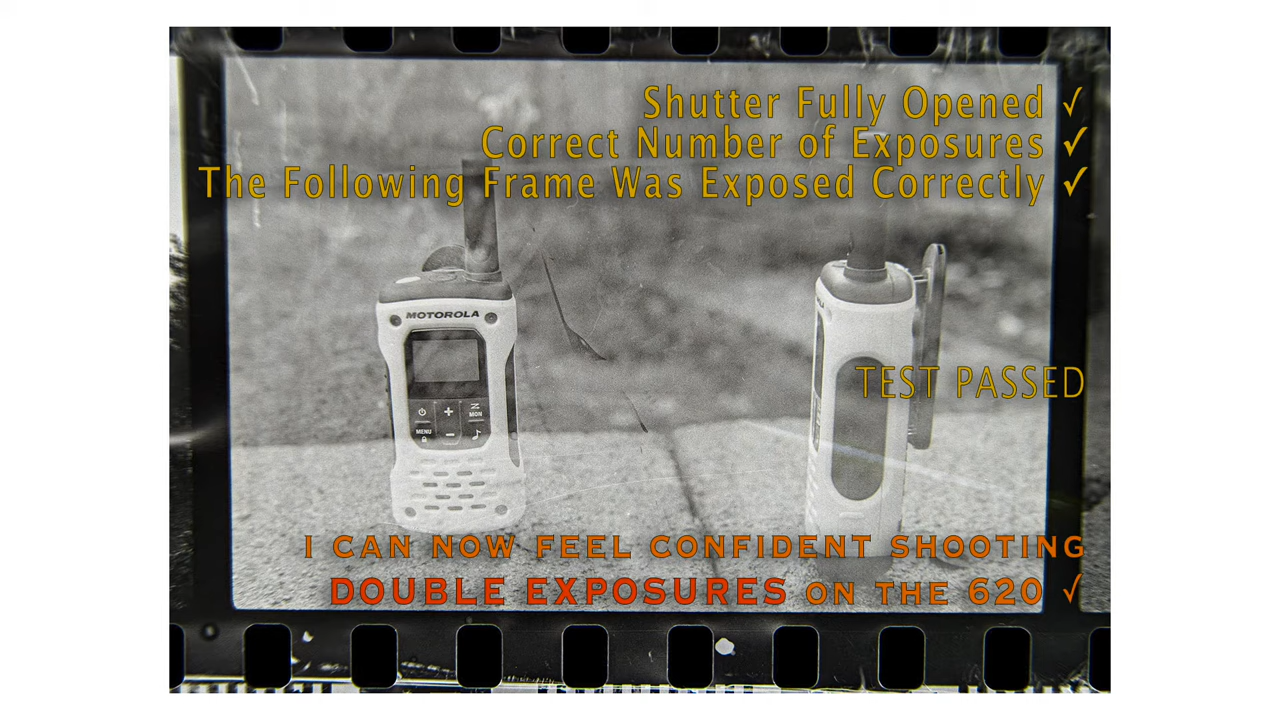 Shutter Fully Opened ✓
Correct Number of Exposures ✓
The Following Frame Was Exposed Correctly ✓
MOTOROLA
MON
MENU
TEST PASSED
I CAN NOW FEEL CONFIDENT SHOOTING
DOUBLE EXPOSURES ON THE 620 ✓